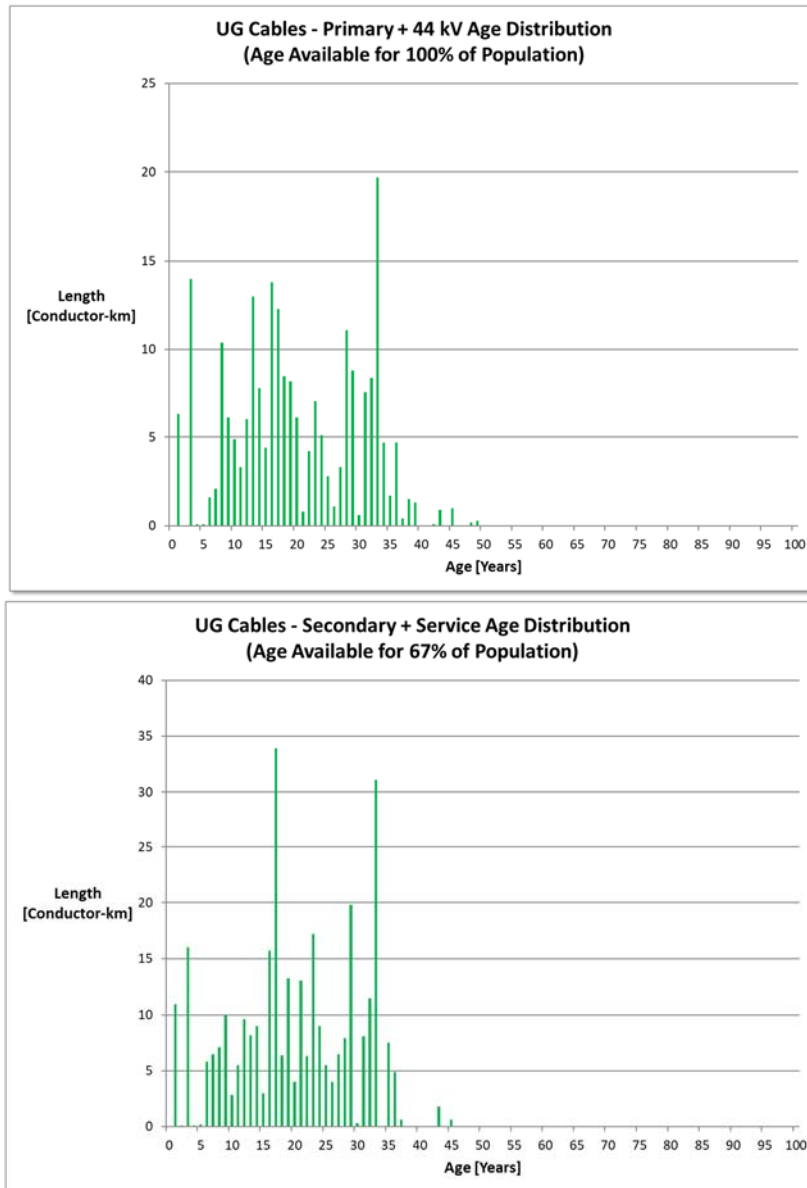 UG Cables - Primary + 44 kV Age Distribution
(Age Available for 100% of Population)
25
20
15
10
5
0
Length
[Conductor-km]
0 5 10 15 20 25 30 35 40 45 50 55 60 65 70 75 80 85 90 95 100
Age [Years]
UG Cables - Secondary + Service Age Distribution
(Age Available for 67% of Population)
40
35
30
25
20
15
10
5
0
Length
[Conductor-km]
0 5 10 15 20 25 30 35 40 45 50 55 60 65 70 75 80 85 90 95 100
Age [Years]